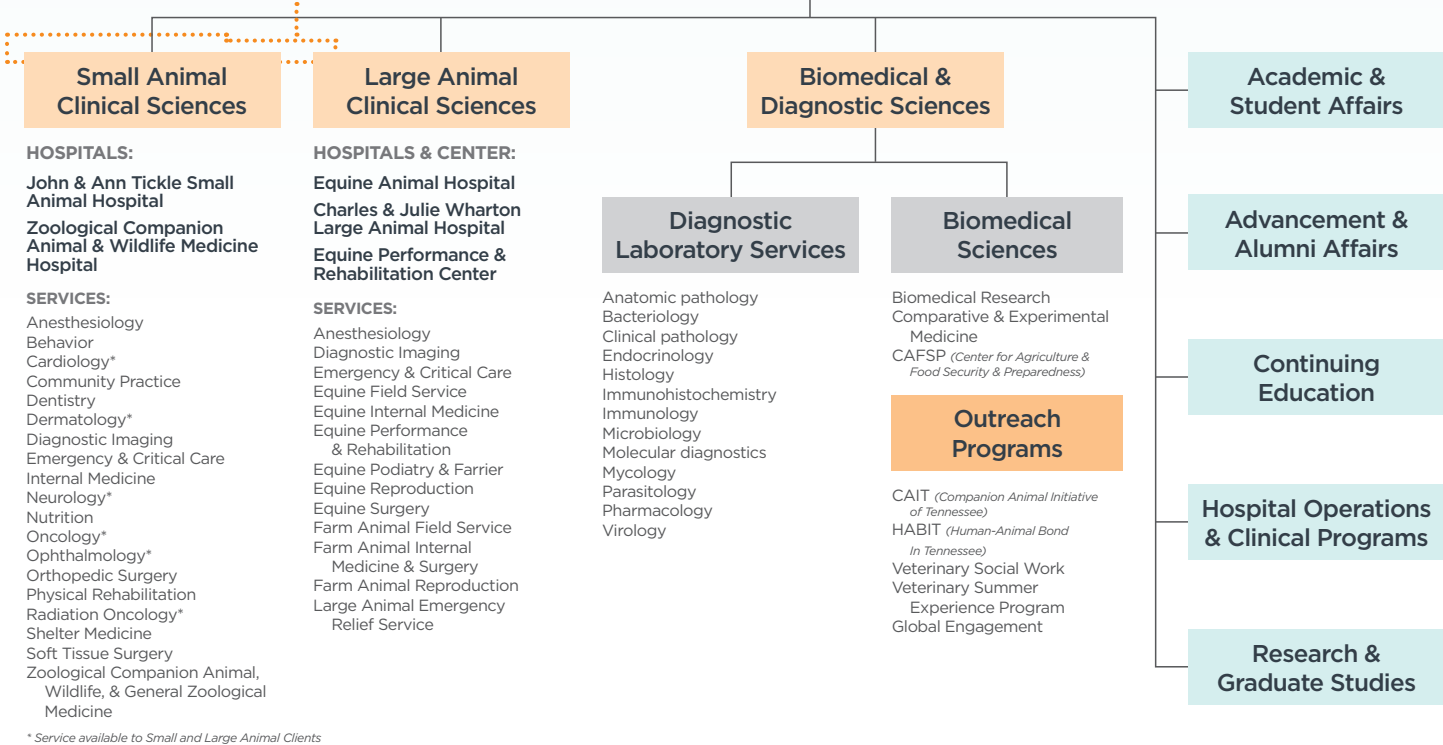 Small Animal
Clinical Sciences
HOSPITALS:
John & Ann Tickle Small
Animal Hospital
Zoological Companion
Animal & Wildlife Medicine
Hospital
SERVICES:
Anesthesiology
Behavior
Cardiology*
Community Practice
Dentistry
Dermatology*
Diagnostic Imaging
Emergency & Critical Care
Internal Medicine
Neurology*
Nutrition
Oncology*
Ophthalmology*
Orthopedic Surgery
Physical Rehabilitation
Radiation Oncology*
Shelter Medicine
Soft Tissue Surgery
Zoological Companion Animal,
Wildlife, & General Zoological
Medicine
* Service available to Small and Large Animal Clients
Large Animal
Clinical Sciences
HOSPITALS & CENTER:
Equine Animal Hospital
Charles & Julie Wharton
Large Animal Hospital
Equine Performance &
Rehabilitation Center
SERVICES:
Anesthesiology
Diagnostic Imaging
Emergency & Critical Care
Equine Field Service
Equine Internal Medicine
Equine Performance
& Rehabilitation
Equine Podiatry & Farrier
Equine Reproduction
Equine Surgery
Farm Animal Field Service
Farm Animal Internal
Medicine & Surgery
Farm Animal Reproduction
Large Animal Emergency
Relief Service
Biomedical &
Diagnostic Sciences
Diagnostic
Laboratory Services
Anatomic pathology
Bacteriology
Clinical pathology
Endocrinology
Histology
Immunohistochemistry
Immunology
Microbiology
Molecular diagnostics
Mycology
Parasitology
Pharmacology
Virology
Biomedical
Sciences
Biomedical Research
Comparative & Experimental
Medicine
CAFSP (Center for Agriculture &
Food Security & Preparedness)
Outreach
Programs
CAIT (Companion Animal Initiative
of Tennessee)
HABIT (Human-Animal Bond
In Tennessee)
Veterinary Social Work
Veterinary Summer
Experience Program
Global Engagement
Academic &
Student Affairs
Advancement &
Alumni Affairs
Continuing
Education
Hospital Operations
& Clinical Programs
Research &
Graduate Studies